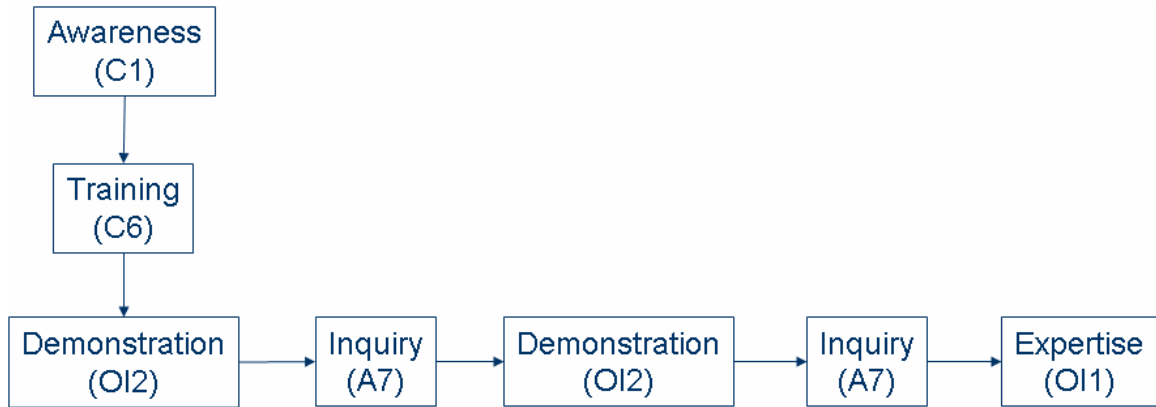 Awareness
(C1)
Training
(C6)
Demonstration
(OI2)
Inquiry
(A7)
Demonstration
(OI2)
Inquiry
(A7)
Expertise
(OI1)